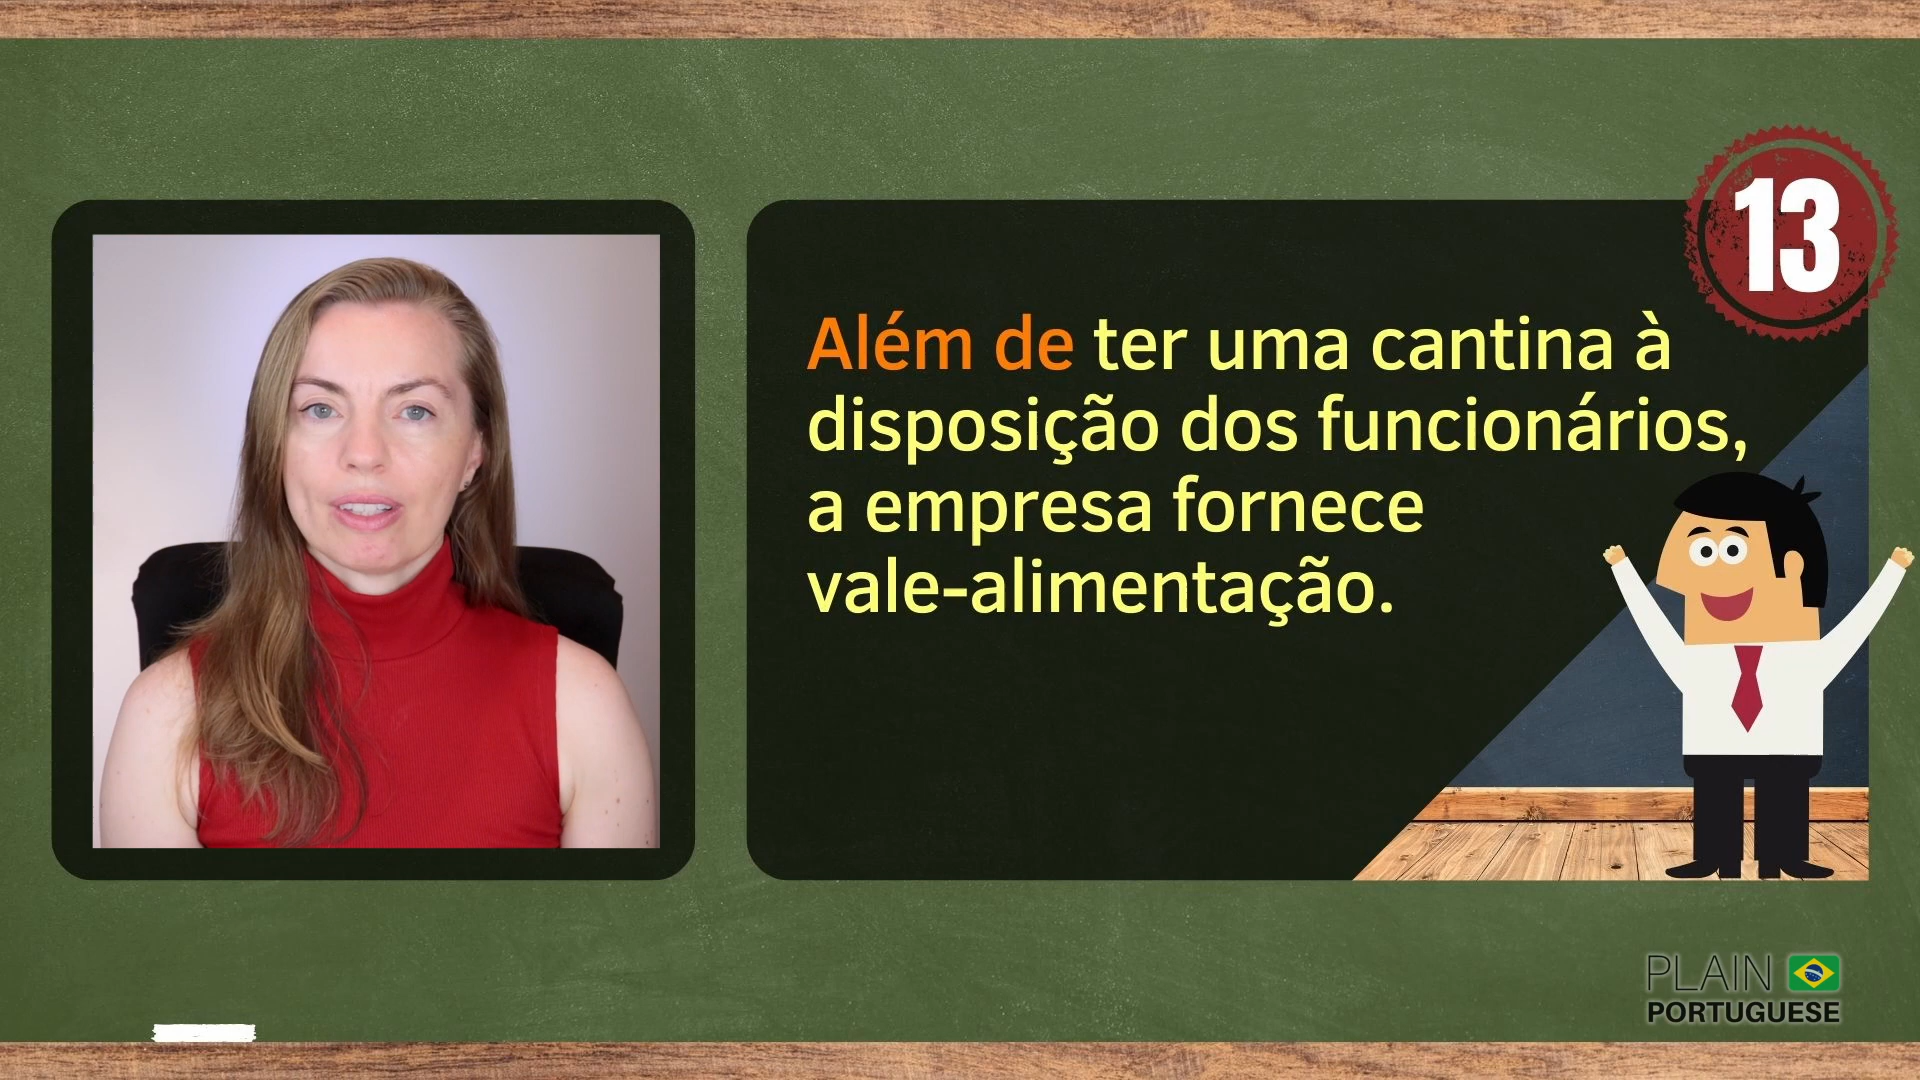 13
Além de ter uma cantina à
disposição dos funcionários,
a empresa fornece
vale-alimentação.
PLAIN
PORTUGUESE